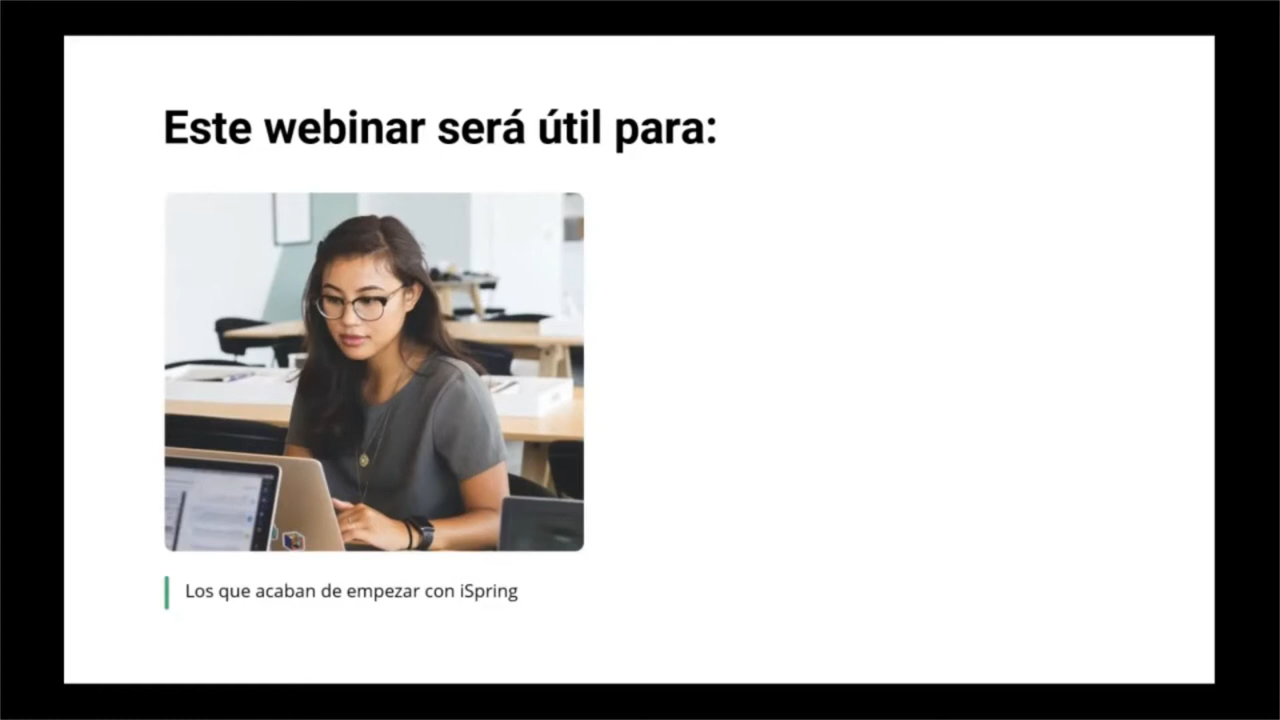 Este webinar será útil para:
Los que acaban de empezar con iSpring